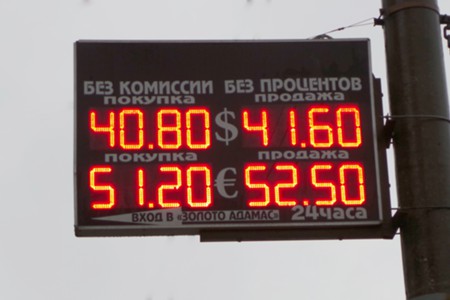 БЕЗ КОМИССИИ БЕЗ ПРОЦЕНТОВ
покупка продажа
40.80 $ 41.60
покупка продажа
51.20 € 52.50
ВХОД В «ЗОЛОТО АДАМАС» 24часа